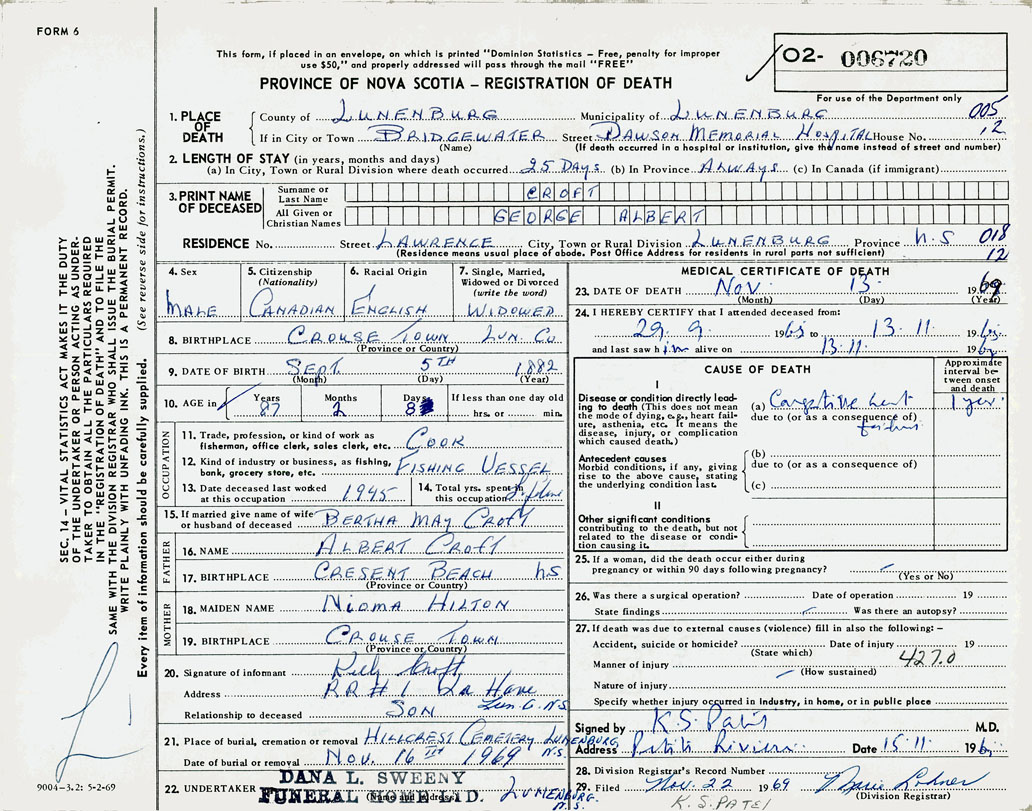 FORM 6
This form, if placed in an envelope, on which is printed "Dominion Statistics – Free, penalty for improper
use $50," and properly addressed will pass through the mail "FREE"
PROVINCE OF NOVA SCOTIA – REGISTRATION OF DEATH
02- 006720
For use of the Department only
1. PLACE OF DEATH
County of LUNENBURG Municipality of LUNENBURG 005
If in City or Town BRIDGEWATER Street DAWSON MEMORIAL HOSPITAL House No. 12
(Name) (If death occurred in a hospital or institution, give the name instead of street and number)
2. LENGTH OF STAY (in years, months and days)
(a) In City, Town or Rural Division where death occurred 25 DAYS (b) In Province ALWAYS (c) In Canada (if immigrant)
3. PRINT NAME OF DECEASED
Surname or Last Name CROFT
All Given or Christian Names GEORGE ALBERT
RESIDENCE No. Street LAWRENCE City, Town or Rural Division LUNENBURG Province N.S 018
(Residence means usual place of abode. Post Office Address for residents in rural parts not sufficient) 12
4. Sex MALE
5. Citizenship (Nationality) CANADIAN
6. Racial Origin ENGLISH
7. Single, Married, Widowed or Divorced (write the word) WIDOWED
8. BIRTHPLACE CROUSE TOWN LUN. CO
(Province or Country)
9. DATE OF BIRTH SEPT. 5TH 1882
(Month) (Day) (Year)
10. AGE in Years 87 Months 2 Days 8 If less than one day old hrs. or min.
OCCUPATION
11. Trade, profession, or kind of work as fisherman, office clerk, sales clerk, etc. COOK
12. Kind of industry or business, as fishing, bank, grocery store, etc. FISHING VESSEL
13. Date deceased last worked at this occupation 1945
14. Total yrs. spent in this occupation
15. If married give name of wife or husband of deceased BERTHA MAY CROFT
FATHER
16. NAME ALBERT CROFT
17. BIRTHPLACE CRESENT BEACH N.S
(Province or Country)
MOTHER
18. MAIDEN NAME NIOMA HILTON
19. BIRTHPLACE CROUSE TOWN
(Province or Country)
20. Signature of informant Croft
Address RR #1 La Have
Lun. Co. N.S.
Relationship to deceased SON
21. Place of burial, cremation or removal HILLCREST CEMETERY LUNENBURG N.S.
Date of burial or removal NOV. 16TH 1969
22. UNDERTAKER DANA L. SWEENY
FUNERAL HOME LUNENBURG. N.S.
(Name and Address)
MEDICAL CERTIFICATE OF DEATH
23. DATE OF DEATH Nov. 13. 1969
(Month) (Day) (Year)
24. I HEREBY CERTIFY that I attended deceased from:
29. 9. 19 to 13.11. 19
and last saw him alive on 13.11. 19
CAUSE OF DEATH
Approximate interval between onset and death
I
Disease or condition directly leading to death (This does not mean the mode of dying, e.g., heart failure, asthenia, etc. It means the disease, injury, or complication which caused death.)
(a) Congestive heart failure 1 year
due to (or as a consequence of)
Antecedent causes
Morbid conditions, if any, giving rise to the above cause, stating the underlying condition last.
(b)
due to (or as a consequence of)
(c)
II
Other significant conditions
contributing to the death, but not related to the disease or condition causing it.
25. If a woman, did the death occur either during
pregnancy or within 90 days following pregnancy?
(Yes or No)
26. Was there a surgical operation? Date of operation 19
State findings Was there an autopsy?
27. If death was due to external causes (violence) fill in also the following: –
Accident, suicide or homicide? Date of injury 19
(State which)
Manner of injury 427.0
(How sustained)
Nature of injury
Specify whether injury occurred in Industry, in home, or in public place
Signed by K.S. Patel M.D.
Address Petite Riviere Date 15.11. 19
28. Division Registrar's Record Number
29. Filed Nov. 22 1969
(Division Registrar)
K.S. PATEL
SEC. 14 – VITAL STATISTICS ACT MAKES IT THE DUTY
OF THE UNDERTAKER OR PERSON ACTING AS UNDER-
TAKER TO OBTAIN ALL THE PARTICULARS REQUIRED
IN THE "REGISTRATION OF DEATH" AND TO FILE THE
SAME WITH THE DIVISION REGISTRAR WHO SHALL ISSUE THE BURIAL PERMIT.
WRITE PLAINLY WITH UNFADING INK. THIS IS A PERMANENT RECORD.
Every item of information should be carefully supplied. (See reverse side for instructions.)
9004-3.2: 5-2-69